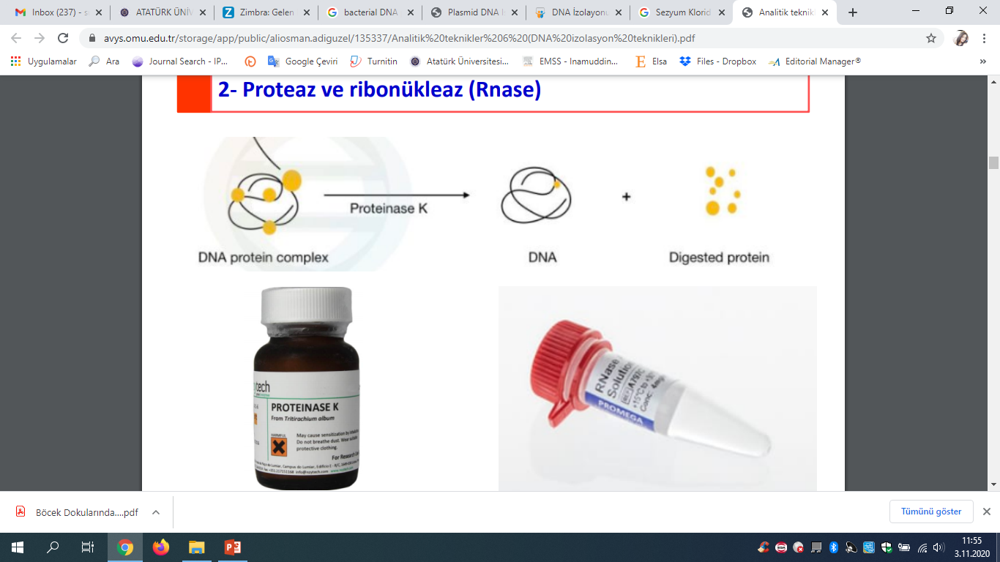 Inbox (237) - s
ATATÜRK ÜNİV
Zimbra: Gelen
bacterial DNA
Plasmid DNA
DNA İzolayonu
Sezyum Klorid
Analitik teknik
avys.omu.edu.tr/storage/app/public/aliosman.adiguzel/135337/Analitik%20teknikler%206%20(DNA%20izolasyon%20teknikleri).pdf
Uygulamalar
Ara
Journal Search - IP...
Google Çeviri
Turnitin
Atatürk Üniversitesi...
EMSS - Inamuddin...
Elsa
Files - Dropbox
Editorial Manager®
2- Proteaz ve ribonükleaz (Rnase)
Proteinase K
+
DNA protein complex
DNA
Digested protein
tech
PROTEINASE K
From Tritirachium album
HARMFUL
May cause sensitization by
Do not breathe dust. Wear
protective clothing.
For Research
RNase
Solution
PROMEGA
Böcek Dokularında....pdf
Tümünü göster
11:55
3.11.2020